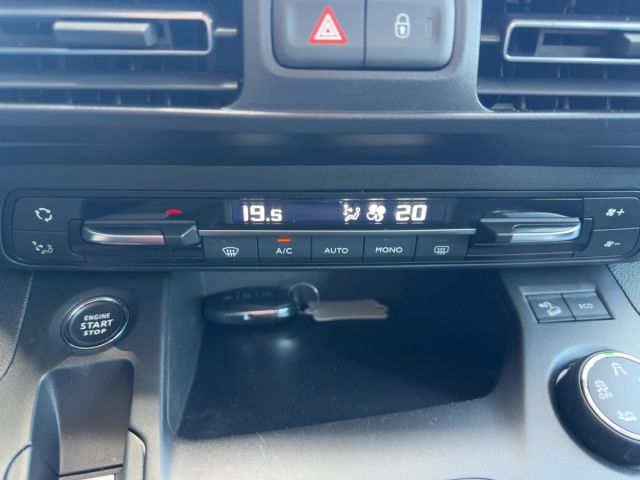 19.5 20
A/C AUTO MONO
ENGINE
START
STOP
ECO